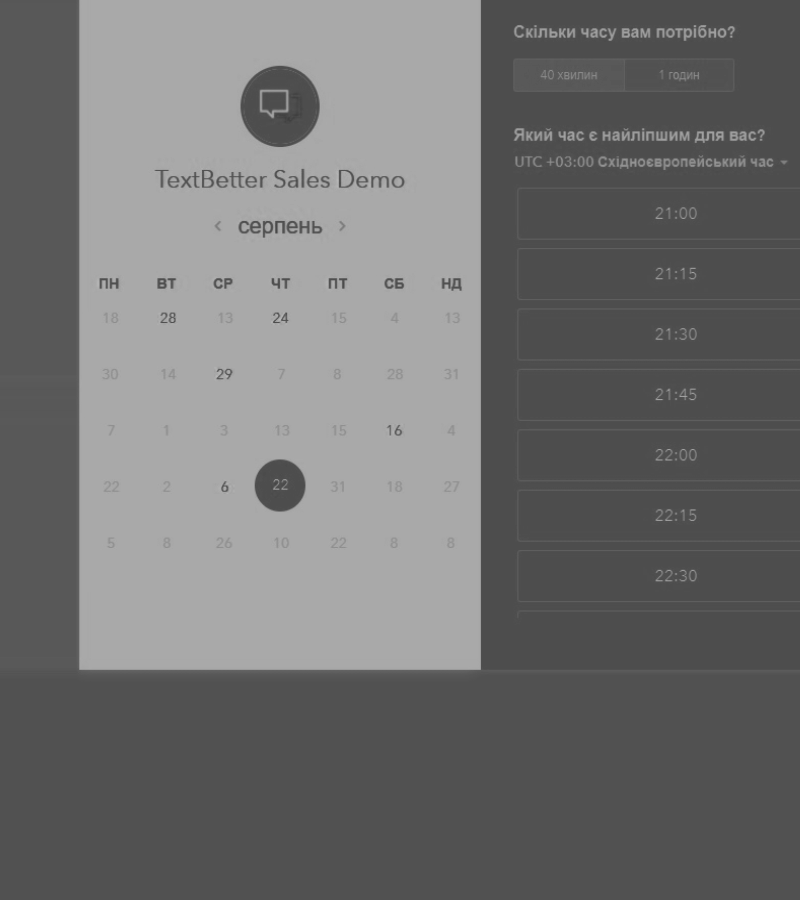 TextBetter Sales Demo
серпень
ПН ВТ СР ЧТ ПТ СБ НД
18 28 13 24 15 4 13
30 14 29 7 8 28 31
7 1 3 13 15 16 4
22 2 6 22 31 18 27
5 8 26 10 22 8 8
Скільки часу вам потрібно?
40 хвилин 1 годин
Який час є найліпшим для вас?
UTC +03:00 Східноєвропейський час
21:00
21:15
21:30
21:45
22:00
22:15
22:30